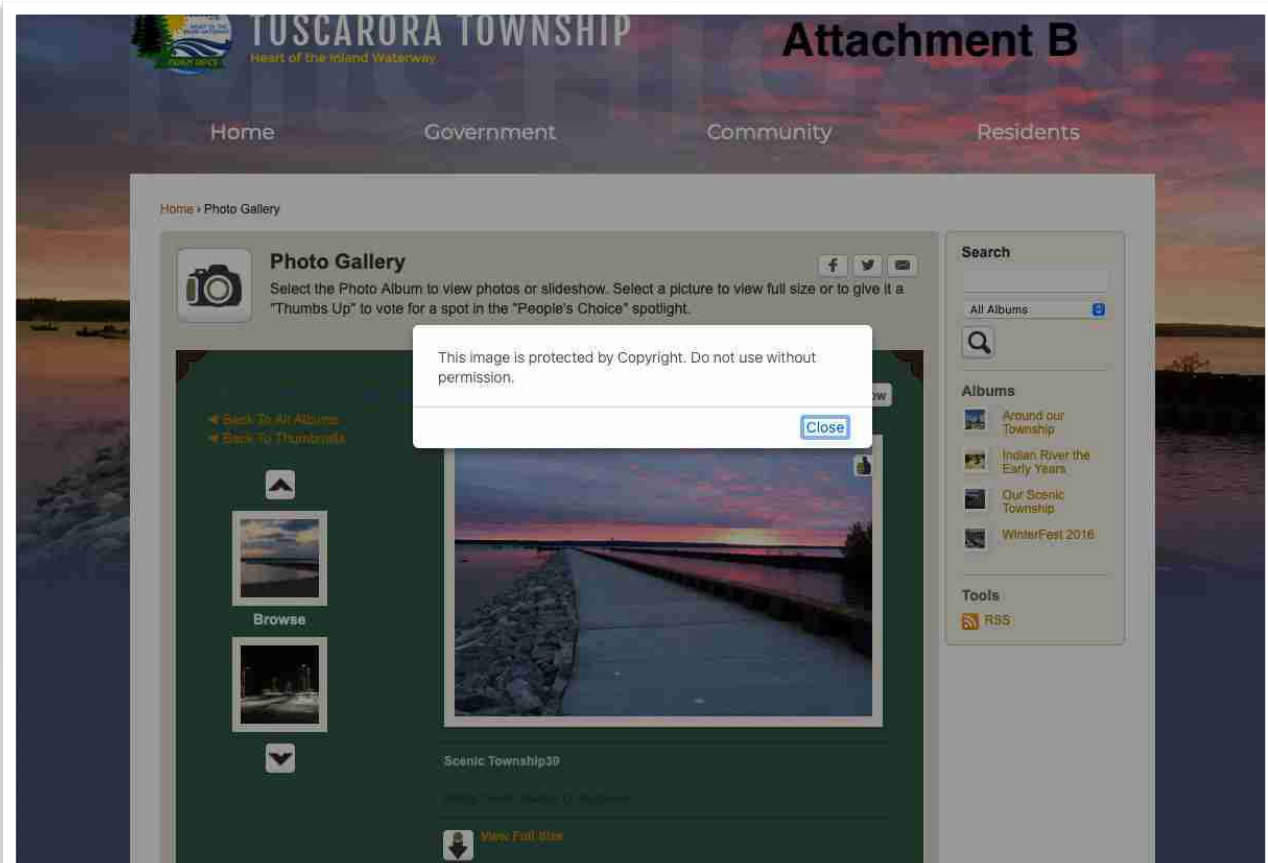 TUSCARORA TOWNSHIP
Heart of the Inland Waterway
Attachment B
MICHIGAN
Home
Government
Community
Residents
Home › Photo Gallery
Photo Gallery
Select the Photo Album to view photos or slideshow. Select a picture to view full size or to give it a
"Thumbs Up" to vote for a spot in the "People's Choice" spotlight.
This image is protected by Copyright. Do not use without
permission.
Close
◄ Back To All Albums
◄ Back To Thumbnails
Browse
Scenic Township30
View Full Size
Search
All Albums
Albums
Around our
Township
Indian River the
Early Years
Our Scenic
Township
WinterFest 2016
Tools
RSS